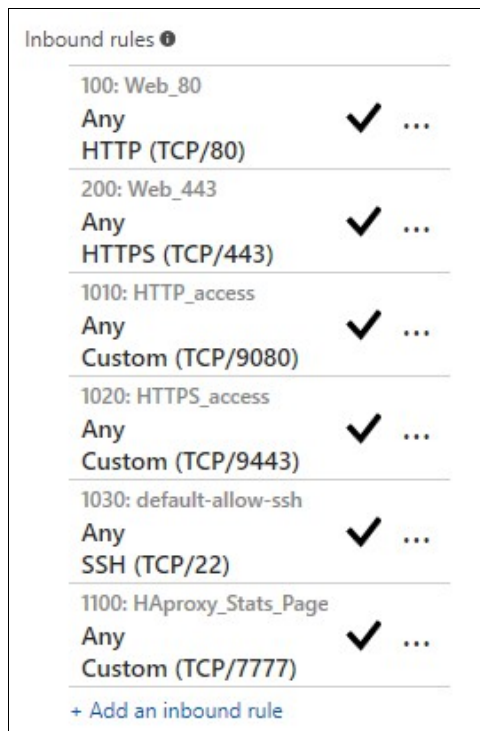 Inbound rules
100: Web_80
Any
HTTP (TCP/80)
200: Web_443
Any
HTTPS (TCP/443)
1010: HTTP_access
Any
Custom (TCP/9080)
1020: HTTPS_access
Any
Custom (TCP/9443)
1030: default-allow-ssh
Any
SSH (TCP/22)
1100: HAproxy_Stats_Page
Any
Custom (TCP/7777)
+ Add an inbound rule